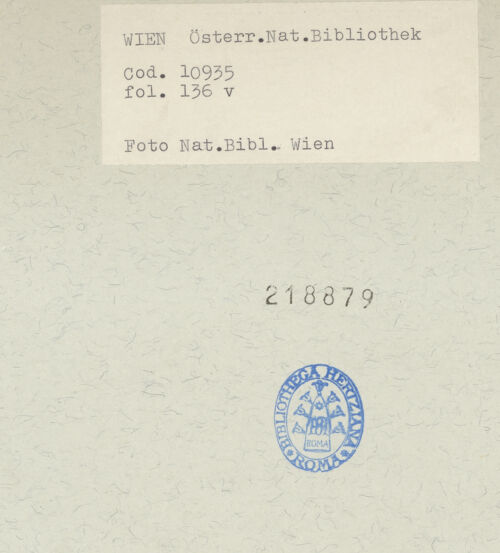 WIEN Österr.Nat.Bibliothek
Cod. 10935
fol. 136 v
Foto Nat.Bibl. Wien
218879
BIBLIOTHECA HERTZIANA
ROMA
ROMA